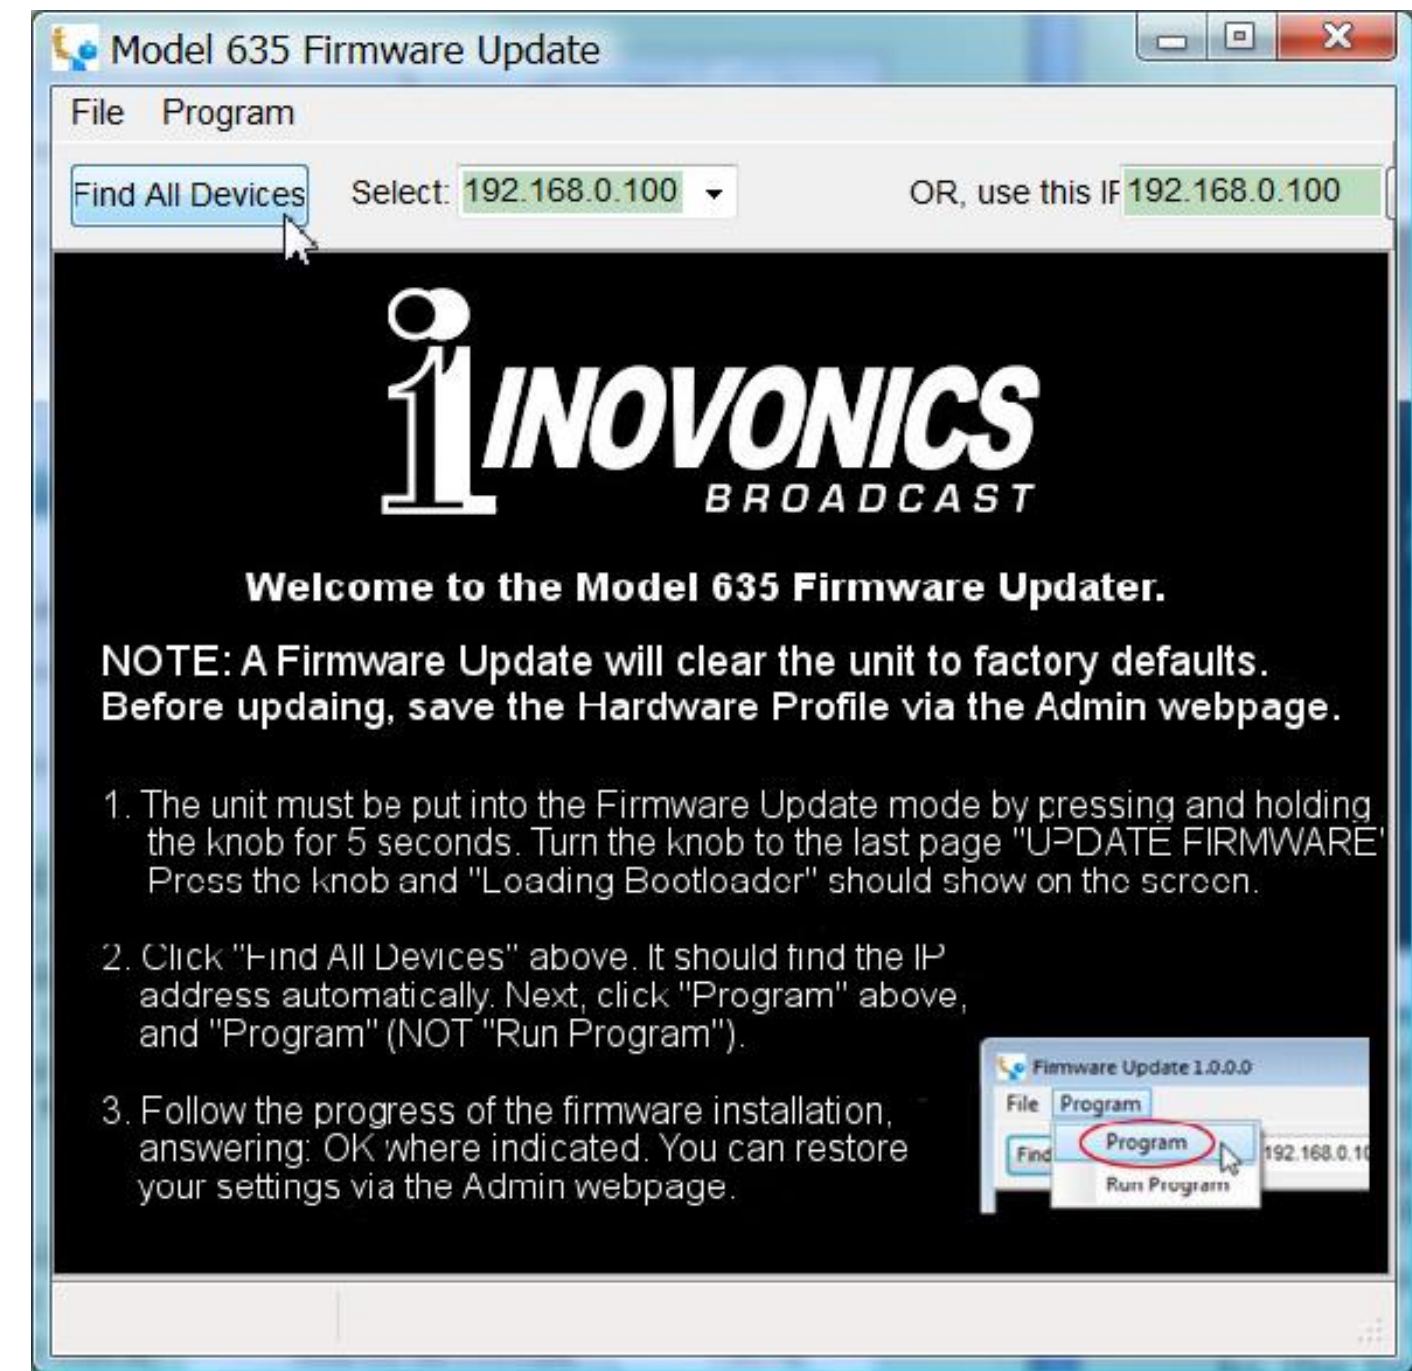 Model 635 Firmware Update
File Program
Find All Devices Select: 192.168.0.100 OR, use this IP 192.168.0.100
INOVONICS
BROADCAST
Welcome to the Model 635 Firmware Updater.
NOTE: A Firmware Update will clear the unit to factory defaults.
Before updaing, save the Hardware Profile via the Admin webpage.
1. The unit must be put into the Firmware Update mode by pressing and holding
the knob for 5 seconds. Turn the knob to the last page "UPDATE FIRMWARE"
Press the knob and "Loading Bootloader" should show on the screen.
2. Click "Find All Devices" above. It should find the IP
address automatically. Next, click "Program" above,
and "Program" (NOT "Run Program").
Firmware Update 1.0.0.0
File Program
Find Program 192.168.0.10
Run Program
3. Follow the progress of the firmware installation,
answering: OK where indicated. You can restore
your settings via the Admin webpage.